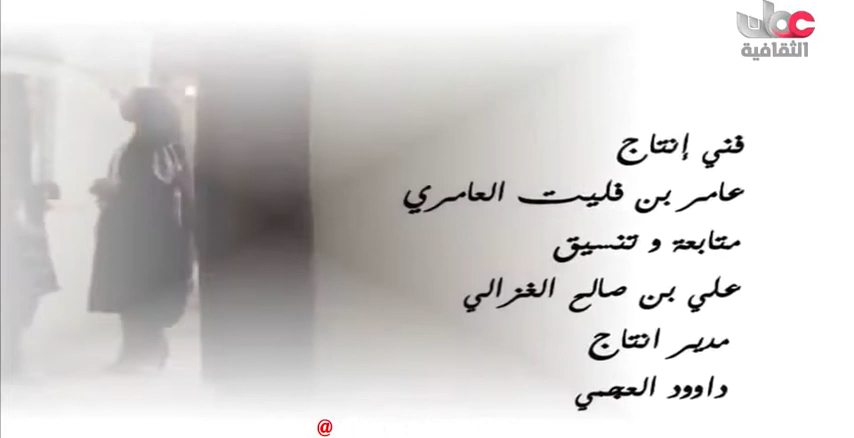 عمان
الثقافية
فني إنتاج
عامر بن فليت العامري
متابعة و تنسيق
علي بن صالح الغزالي
مدير انتاج
داوود العجمي
@